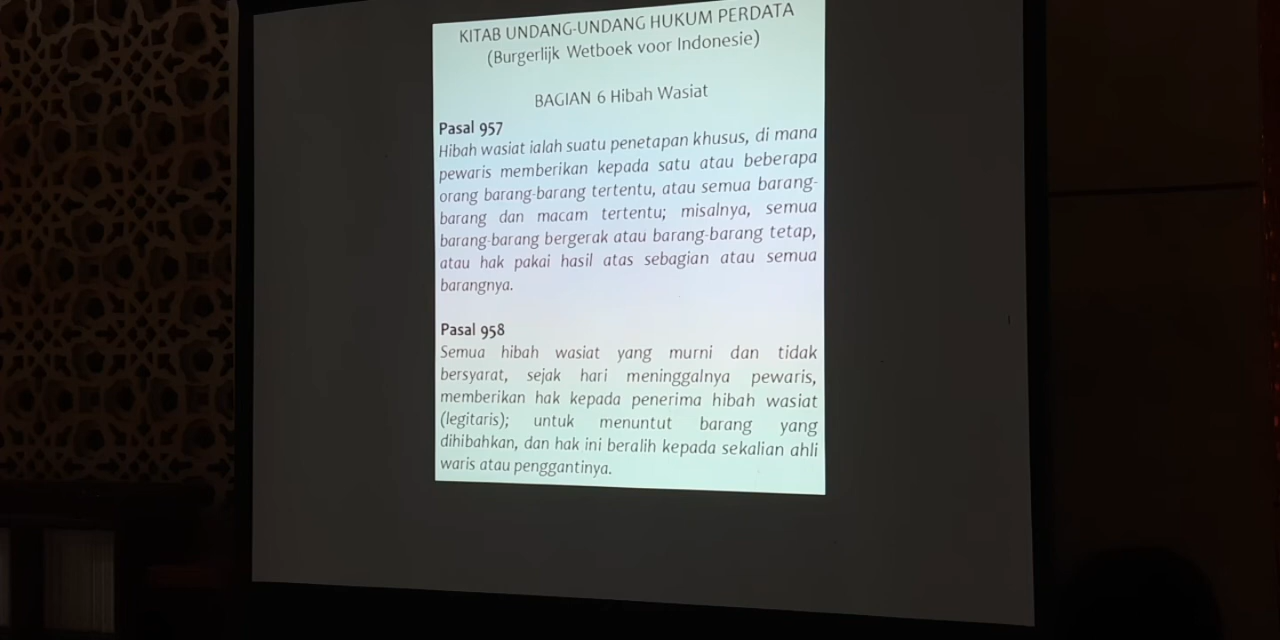 KITAB UNDANG-UNDANG HUKUM PERDATA
(Burgerlijk Wetboek voor Indonesie)
BAGIAN 6 Hibah Wasiat
Pasal 957
Hibah wasiat ialah suatu penetapan khusus, di mana
pewaris memberikan kepada satu atau beberapa
orang barang-barang tertentu, atau semua barang-
barang dan macam tertentu; misalnya, semua
barang-barang bergerak atau barang-barang tetap,
atau hak pakai hasil atas sebagian atau semua
barangnya.
Pasal 958
Semua hibah wasiat yang murni dan tidak
bersyarat, sejak hari meninggalnya pewaris,
memberikan hak kepada penerima hibah wasiat
(legitaris); untuk menuntut barang yang
dihibahkan, dan hak ini beralih kepada sekalian ahli
waris atau penggantinya.